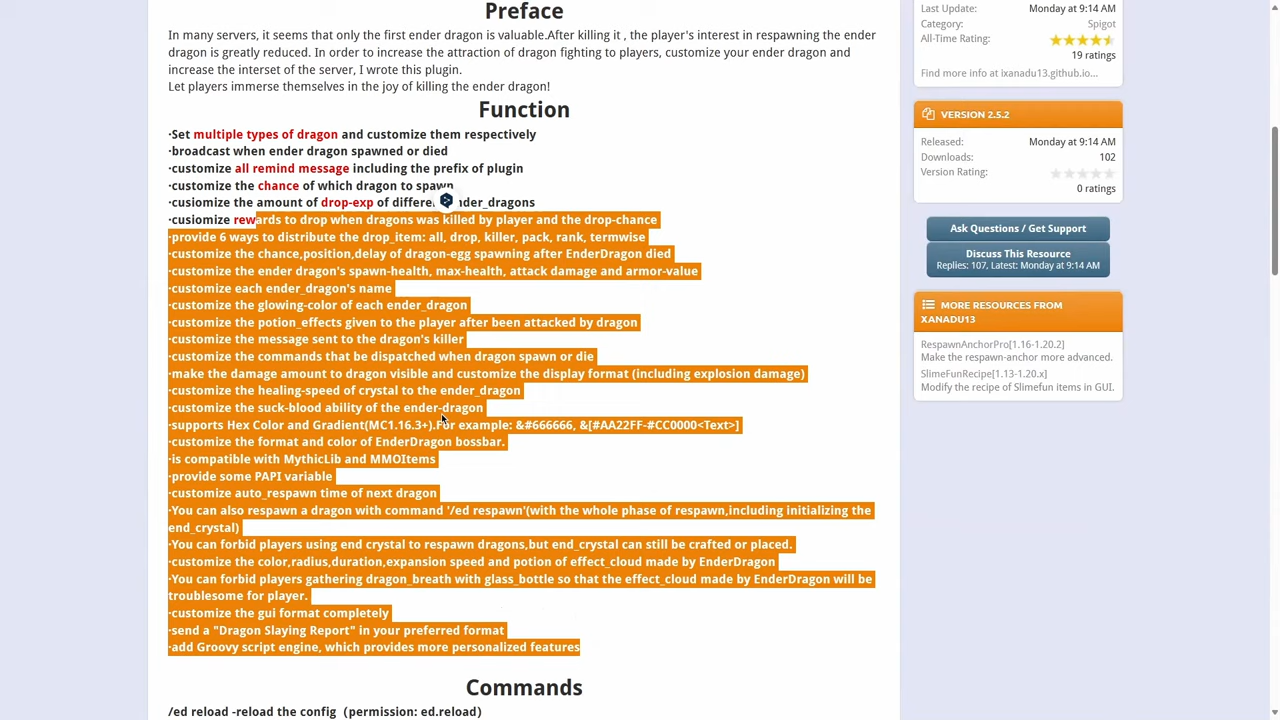 Preface
In many servers, it seems that only the first ender dragon is valuable.After killing it , the player's interest in respawning the ender
dragon is greatly reduced. In order to increase the attraction of dragon fighting to players, customize your ender dragon and
increase the interset of the server, I wrote this plugin.
Let players immerse themselves in the joy of killing the ender dragon!
Function
·Set multiple types of dragon and customize them respectively
·broadcast when ender dragon spawned or died
·customize all remind message including the prefix of plugin
·customize the chance of which dragon to spawn
·cusiomize the amount of drop-exp of different ender_dragons
·cusiomize rewards to drop when dragons was killed by player and the drop-chance
·provide 6 ways to distribute the drop_item: all, drop, killer, pack, rank, termwise
·customize the chance,position,delay of dragon-egg spawning after EnderDragon died
·customize the ender dragon's spawn-health, max-health, attack damage and armor-value
·customize each ender_dragon's name
·customize the glowing-color of each ender_dragon
·customize the potion_effects given to the player after been attacked by dragon
·customize the message sent to the dragon's killer
·customize the commands that be dispatched when dragon spawn or die
·make the damage amount to dragon visible and customize the display format (including explosion damage)
·customize the healing-speed of crystal to the ender_dragon
·customize the suck-blood ability of the ender-dragon
·supports Hex Color and Gradient(MC1.16.3+).For example: &#666666, &[#AA22FF-#CC0000<Text>]
·customize the format and color of EnderDragon bossbar.
·is compatible with MythicLib and MMOItems
·provide some PAPI variable
·customize auto_respawn time of next dragon
·You can also respawn a dragon with command '/ed respawn'(with the whole phase of respawn,including initializing the
end_crystal)
·You can forbid players using end crystal to respawn dragons,but end_crystal can still be crafted or placed.
·customize the color,radius,duration,expansion speed and potion of effect_cloud made by EnderDragon
·You can forbid players gathering dragon_breath with glass_bottle so that the effect_cloud made by EnderDragon will be
troublesome for player.
·customize the gui format completely
·send a "Dragon Slaying Report" in your preferred format
·add Groovy script engine, which provides more personalized features
Commands
/ed reload -reload the config（permission: ed.reload）
Last Update: Monday at 9:14 AM
Category: Spigot
All-Time Rating:
19 ratings
Find more info at ixanadu13.github.io...
VERSION 2.5.2
Released: Monday at 9:14 AM
Downloads: 102
Version Rating:
0 ratings
Ask Questions / Get Support
Discuss This Resource
Replies: 107, Latest: Monday at 9:14 AM
MORE RESOURCES FROM
XANADU13
RespawnAnchorPro[1.16-1.20.2]
Make the respawn-anchor more advanced.
SlimeFunRecipe[1.13-1.20.x]
Modify the recipe of Slimefun items in GUI.